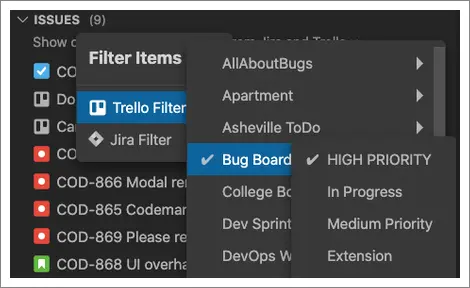 ISSUES (9)
Show
Filter Items
Trello Filter
Jira Filter
AllAboutBugs
Apartment
Asheville ToDo
Bug Board
College Bo
Dev Sprint
DevOps W
HIGH PRIORITY
In Progress
Medium Priority
Extension
CO
Do
Ca
CO
COD-866 Modal re
COD-865 Codemar
COD-869 Please re
COD-868 UI overha